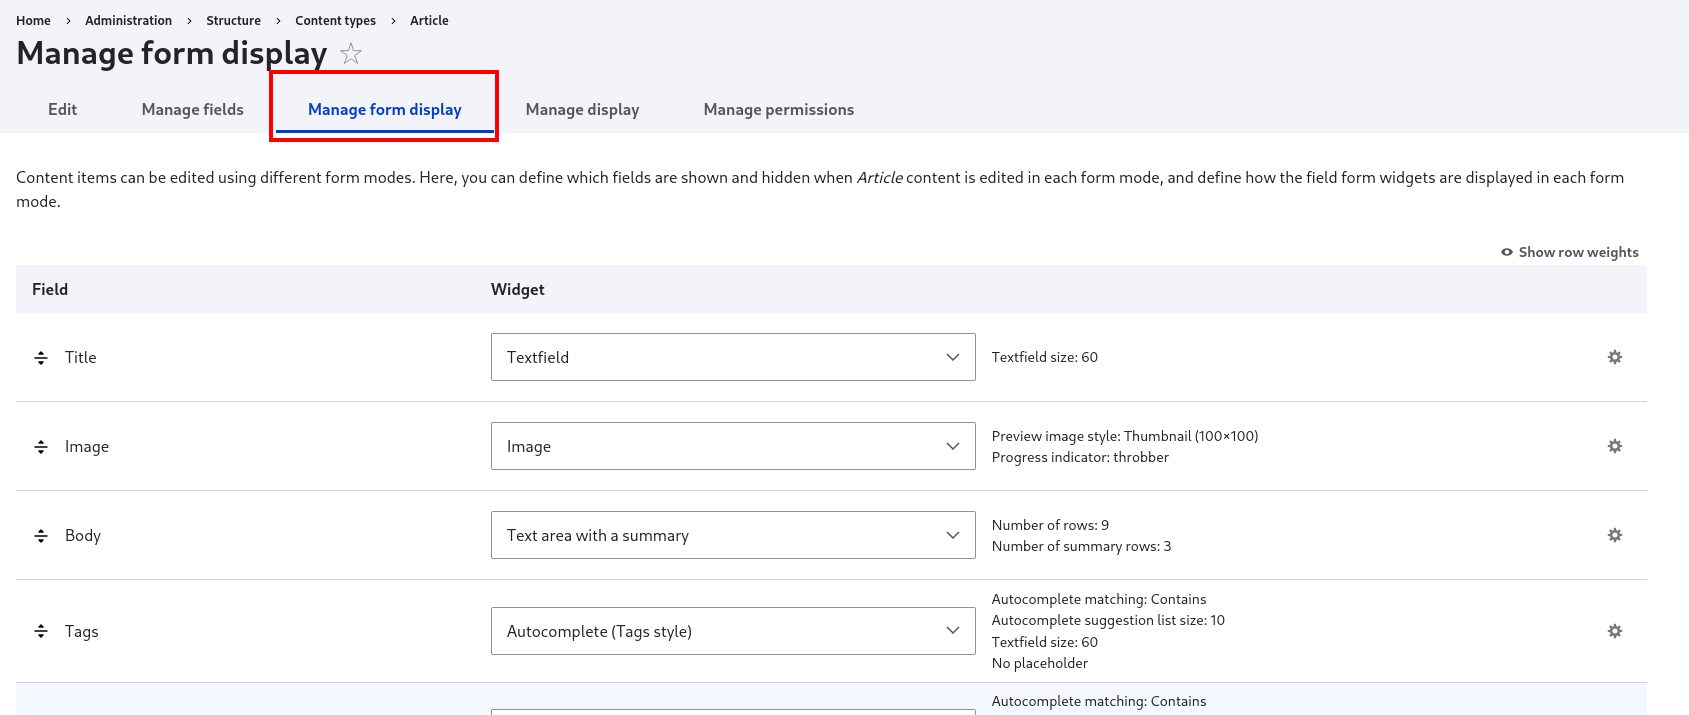 Home > Administration > Structure > Content types > Article
Manage form display
Edit Manage fields Manage form display Manage display Manage permissions
Content items can be edited using different form modes. Here, you can define which fields are shown and hidden when Article content is edited in each form mode, and define how the field form widgets are displayed in each form
mode.
Show row weights
Field Widget
Title Textfield Textfield size: 60
Image Image Preview image style: Thumbnail (100×100)
Progress indicator: throbber
Body Text area with a summary Number of rows: 9
Number of summary rows: 3
Tags Autocomplete (Tags style) Autocomplete matching: Contains
Autocomplete suggestion list size: 10
Textfield size: 60
No placeholder
Autocomplete matching: Contains